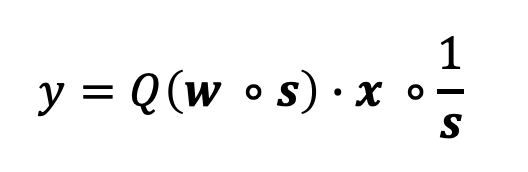 y = Q(w ∘ s) · x ∘ 1/s